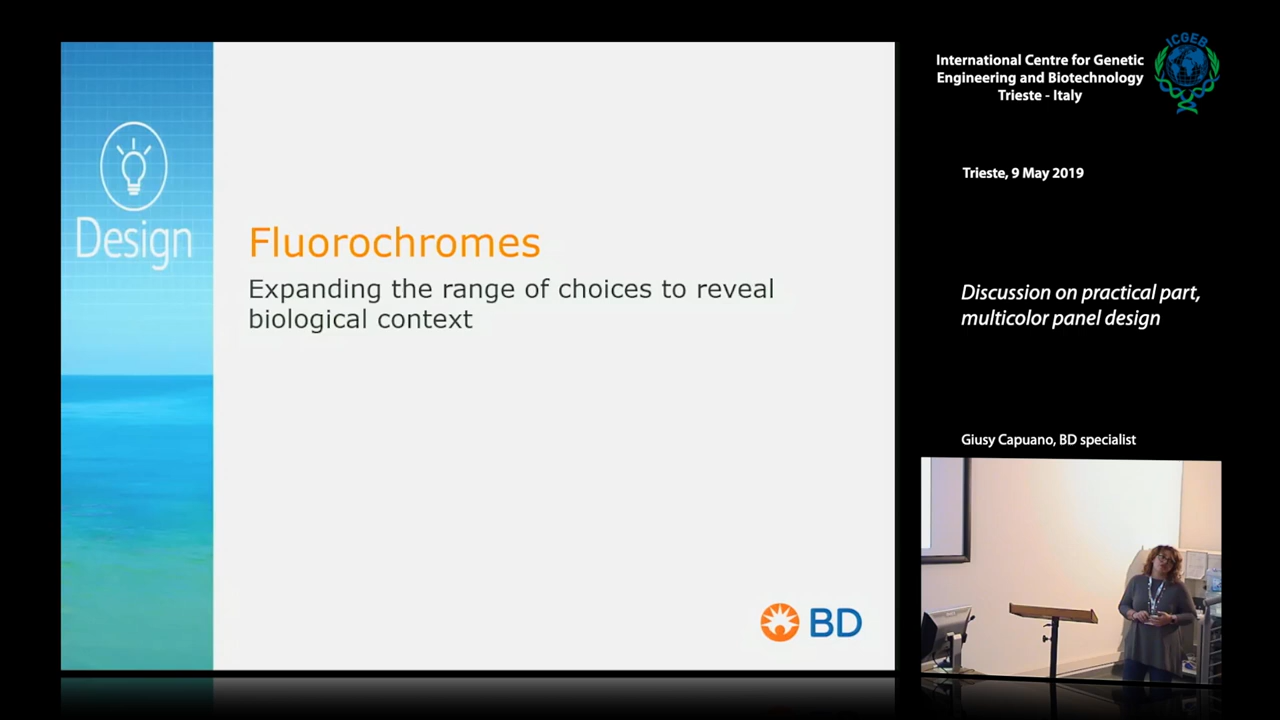 Design
Fluorochromes
Expanding the range of choices to reveal
biological context
BD
International Centre for Genetic
Engineering and Biotechnology
Trieste - Italy
ICGEB
Trieste, 9 May 2019
Discussion on practical part,
multicolor panel design
Giusy Capuano, BD specialist